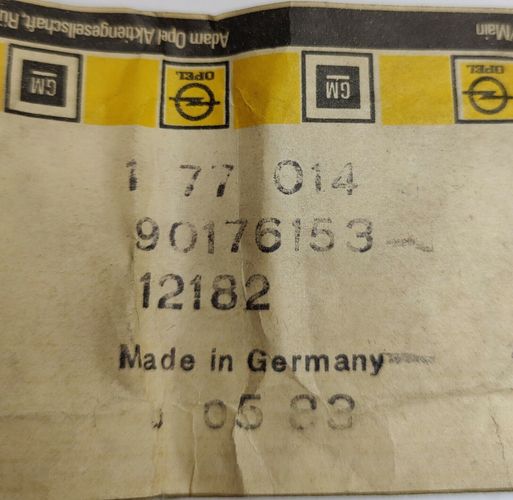 Adam Opel Aktiengesellschaft, Rü
/Main
GM OPEL GM OPEL
1 77 014
90176153
12182
Made in Germany
05 83